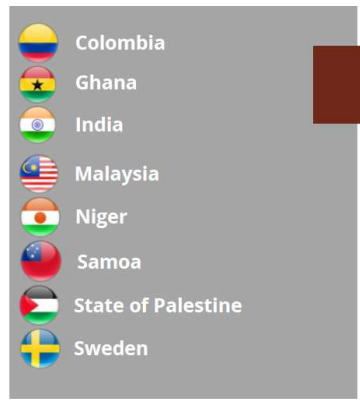 Colombia
Ghana
India
Malaysia
Niger
Samoa
State of Palestine
Sweden